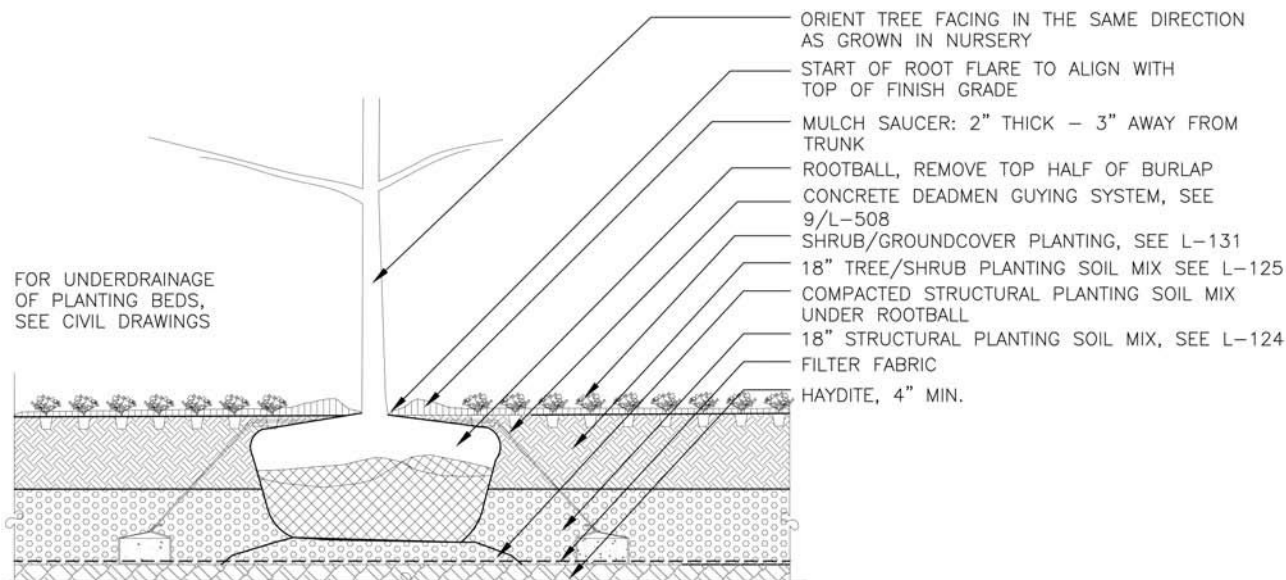 ORIENT TREE FACING IN THE SAME DIRECTION
AS GROWN IN NURSERY
START OF ROOT FLARE TO ALIGN WITH
TOP OF FINISH GRADE
MULCH SAUCER: 2" THICK – 3" AWAY FROM
TRUNK
ROOTBALL, REMOVE TOP HALF OF BURLAP
CONCRETE DEADMEN GUYING SYSTEM, SEE
9/L-508
SHRUB/GROUNDCOVER PLANTING, SEE L-131
18" TREE/SHRUB PLANTING SOIL MIX SEE L-125
COMPACTED STRUCTURAL PLANTING SOIL MIX
UNDER ROOTBALL
18" STRUCTURAL PLANTING SOIL MIX, SEE L-124
FILTER FABRIC
HAYDITE, 4" MIN.
FOR UNDERDRAINAGE
OF PLANTING BEDS,
SEE CIVIL DRAWINGS